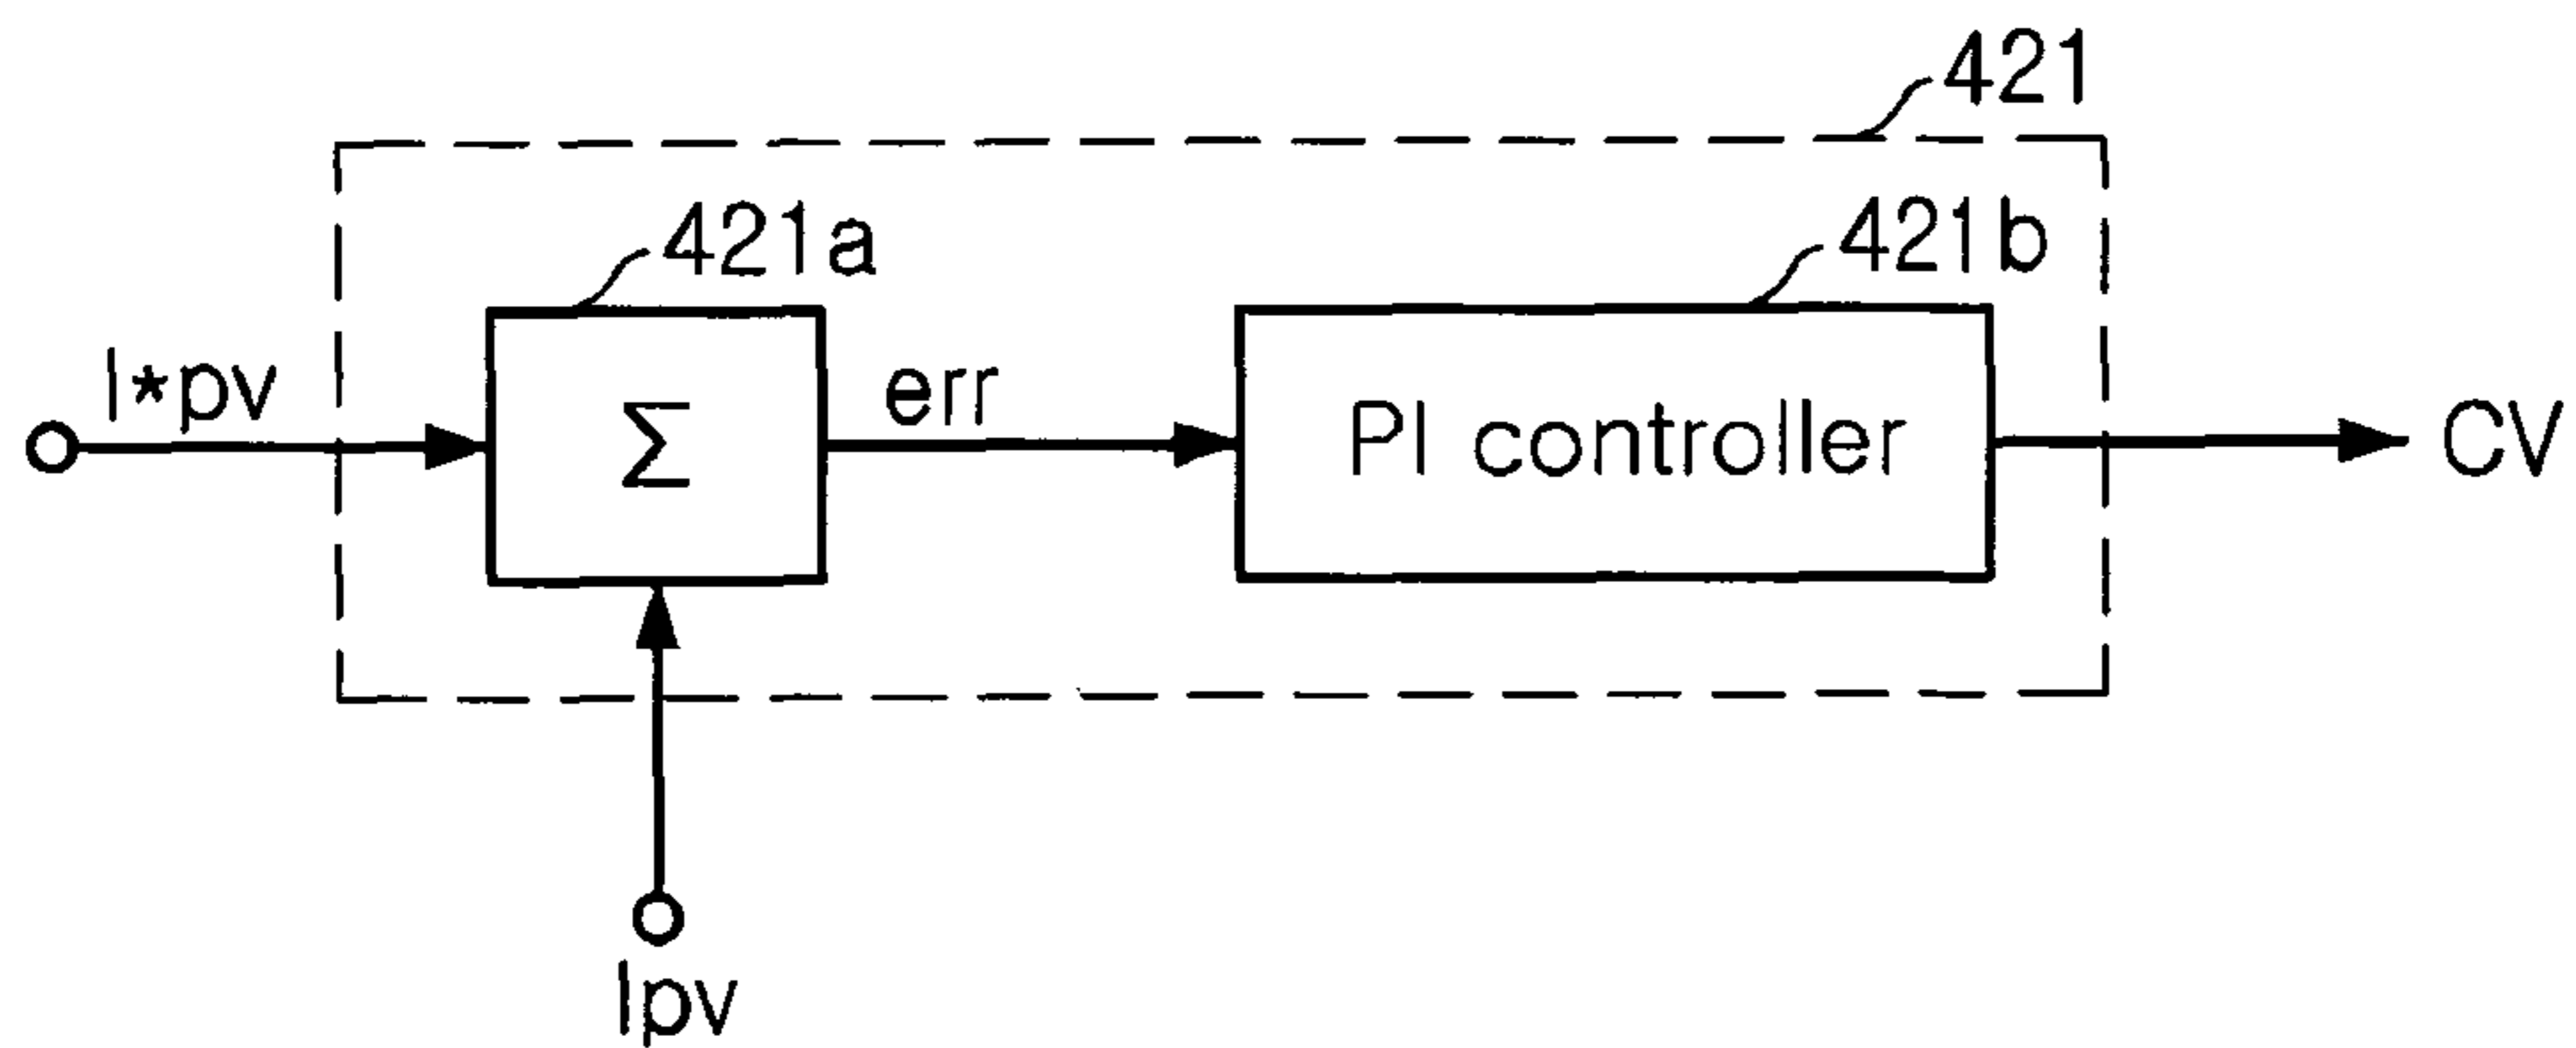 421
421a
421b
I*pv
Σ
err
PI controller
CV
Ipv